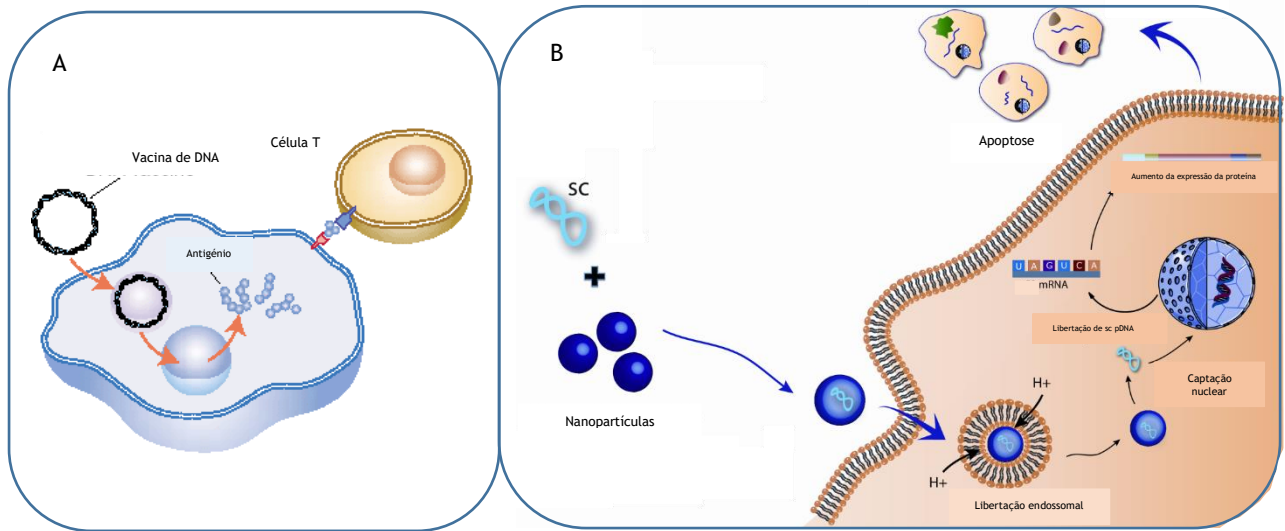 A
Vacina de DNA
Célula T
Antigénio
B
SC
Nanopartículas
Apoptose
Aumento da expressão da proteína
U A G U C A
mRNA
Libertação de sc pDNA
Captação
nuclear
H+
H+
Libertação endossomal